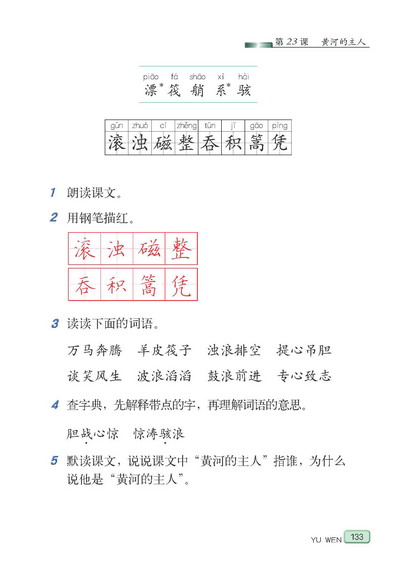 第23课 黄河的主人
piāo fá shāo xì hái
漂* 筏 艄 系* 骇
gǔn zhuó cí zhěng tūn jī gāo píng
滚 浊 磁 整 吞 积 篙 凭
1 朗读课文。
2 用钢笔描红。
滚 浊 磁 整
吞 积 篙 凭
3 读读下面的词语。
万马奔腾 羊皮筏子 浊浪排空 提心吊胆
谈笑风生 波浪滔滔 鼓浪前进 专心致志
4 查字典，先解释带点的字，再理解词语的意思。
胆战心惊 惊涛骇浪
5 默读课文，说说课文中“黄河的主人”指谁，为什么
说他是“黄河的主人”。
YU WEN 133